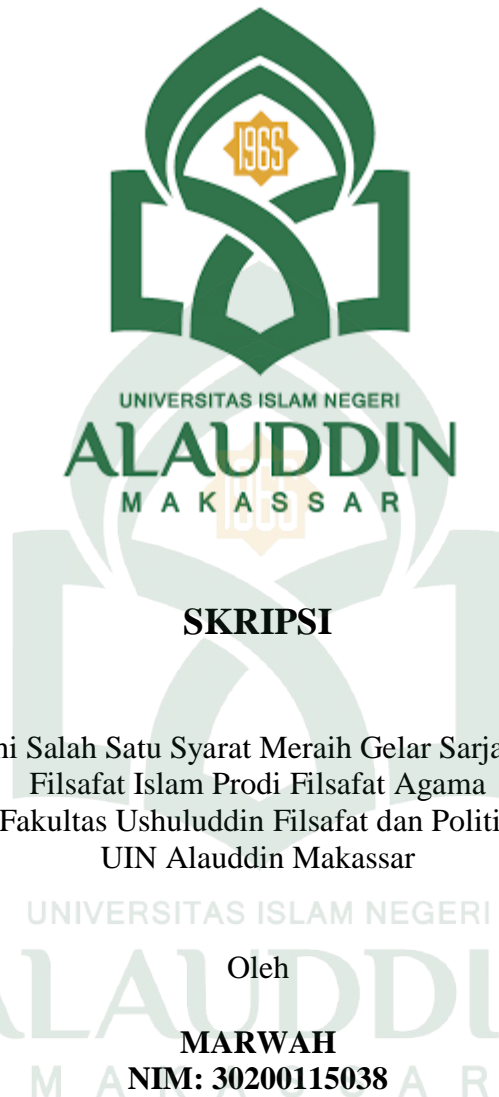 1965
UNIVERSITAS ISLAM NEGERI
ALAUDDIN
MAKASSAR
1965
SKRIPSI
Salah Satu Syarat Meraih Gelar
Filsafat Islam Prodi Filsafat Agama
Fakultas Ushuluddin Filsafat dan
UIN Alauddin Makassar
UNIVERSITAS ISLAM NEGERI
Oleh
MARWAH
NIM: 30200115038